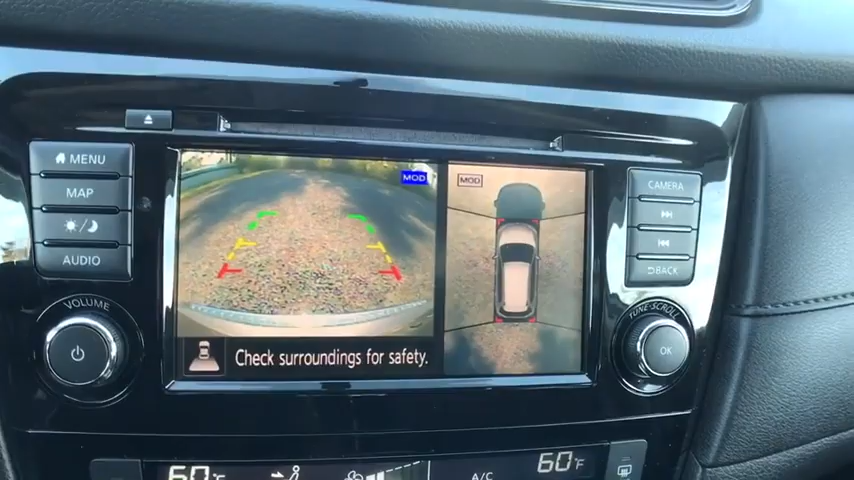 MENU
MAP
AUDIO
VOLUME
MOD
MOD
Check surroundings for safety.
CAMERA
BACK
TUNE·SCROLL
OK
60°F
A/C
60°F